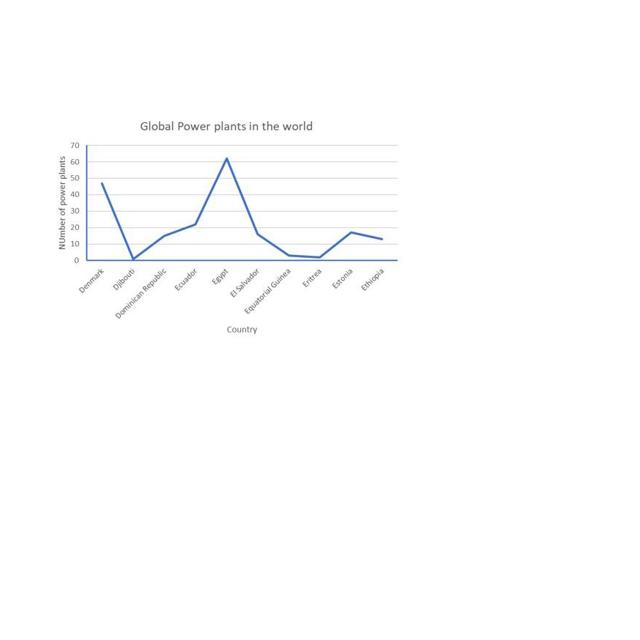 Global Power plants in the world
NUmber of power plants
70
60
50
40
30
20
10
0
Denmark
Djibouti
Dominican Republic
Ecuador
Egypt
El Salvador
Equatorial Guinea
Eritrea
Estonia
Ethiopia
Country